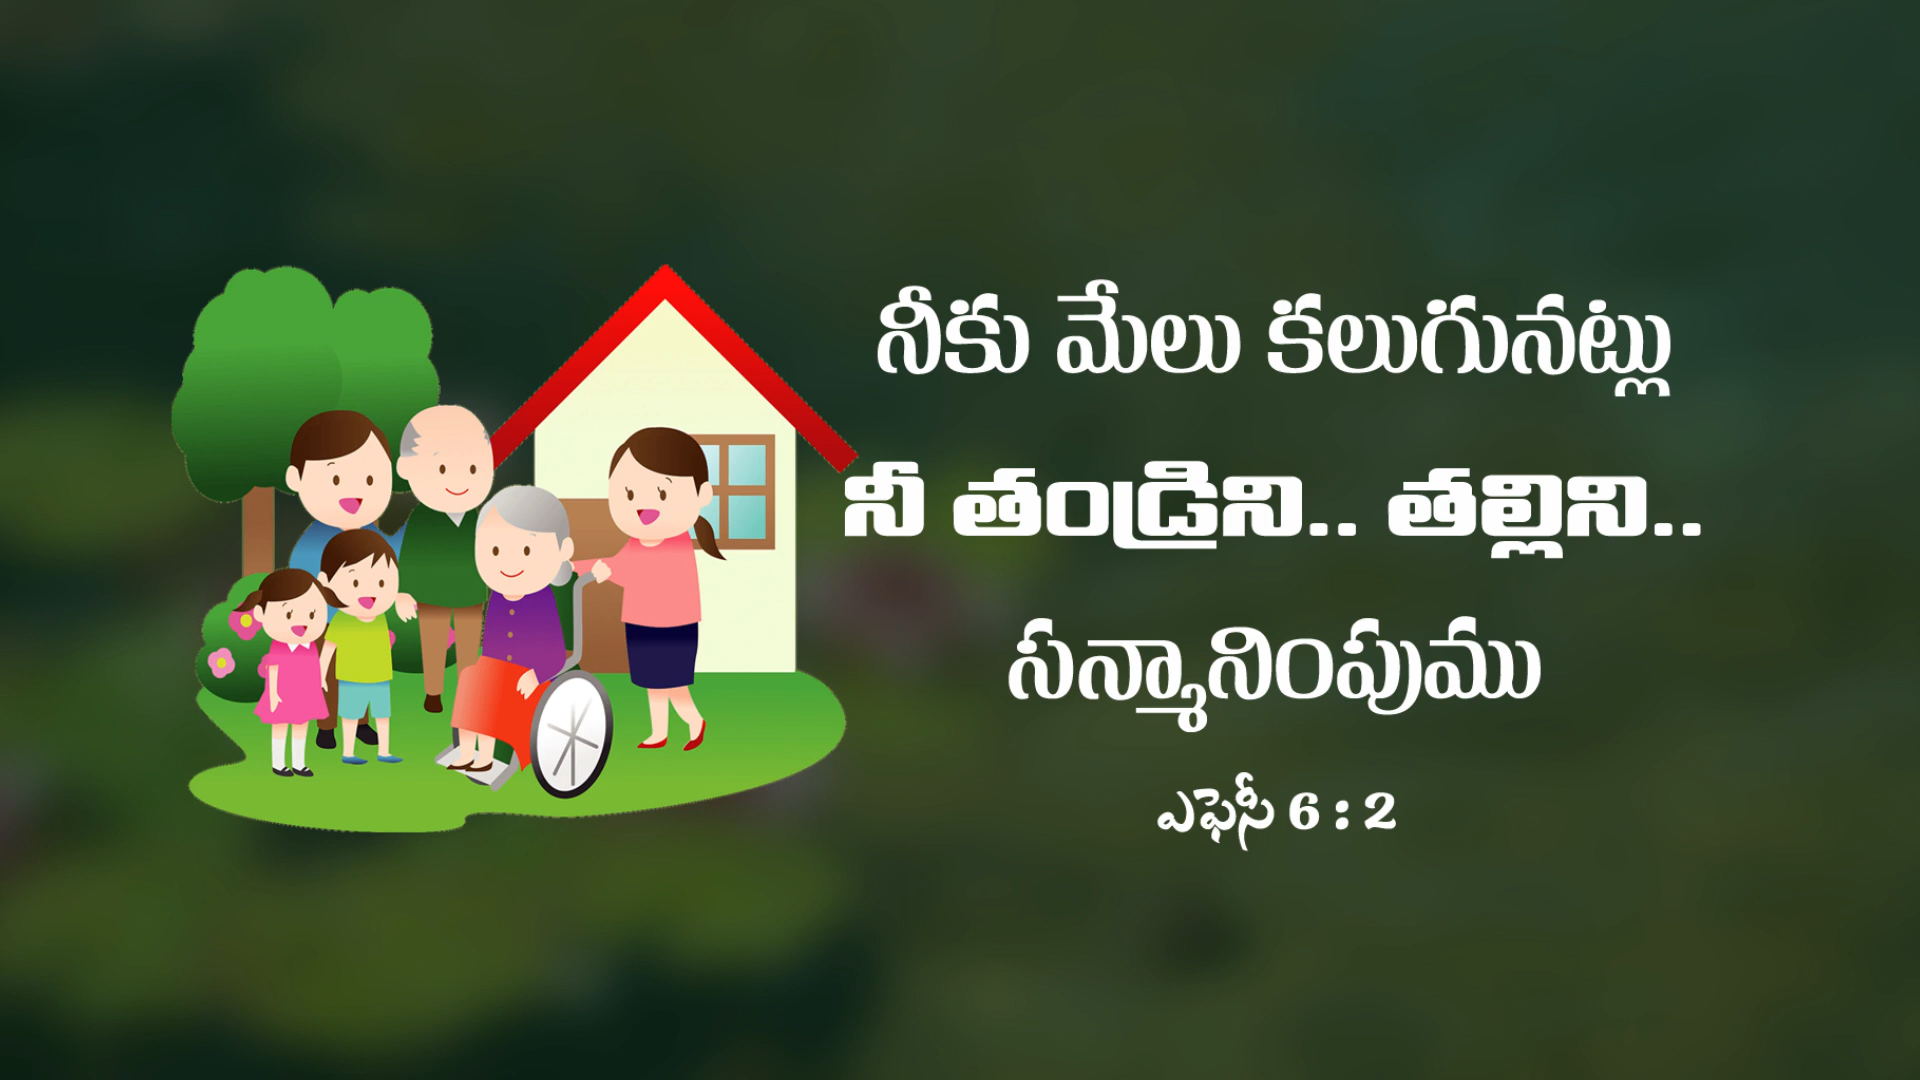 నీకు మేలు కలుగునట్లు
నీ తండ్రిని.. తల్లిని..
సన్మానింపుము
ఎఫెసీ 6 : 2